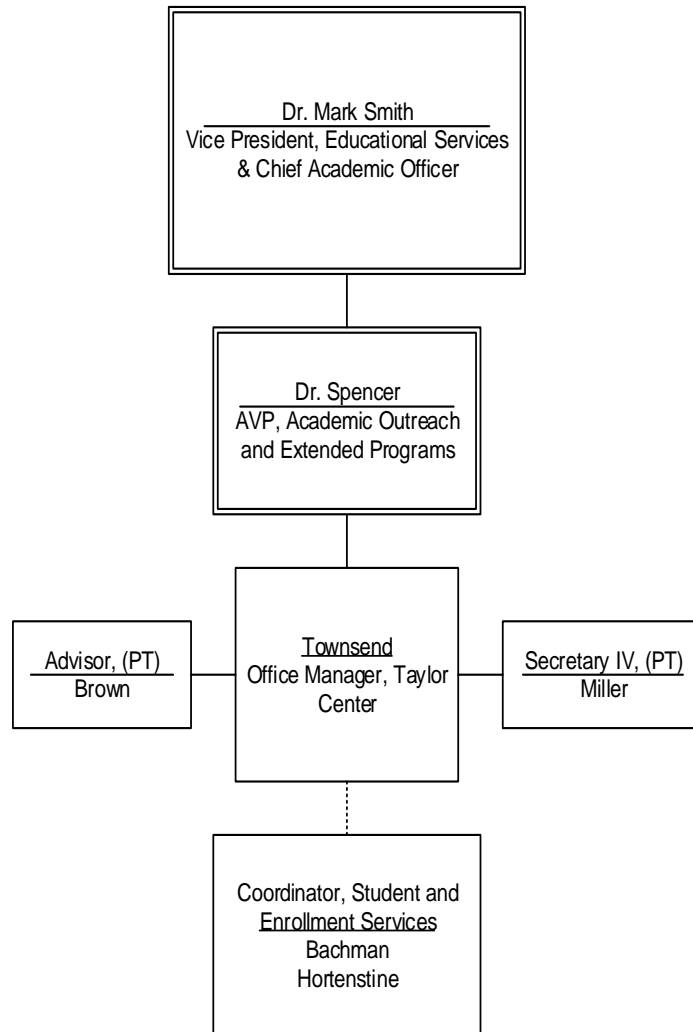 Dr. Mark Smith
Vice President, Educational Services
& Chief Academic Officer
Dr. Spencer
AVP, Academic Outreach
and Extended Programs
Advisor, (PT)
Brown
Townsend
Office Manager, Taylor
Center
Secretary IV, (PT)
Miller
Coordinator, Student and
Enrollment Services
Bachman
Hortenstine